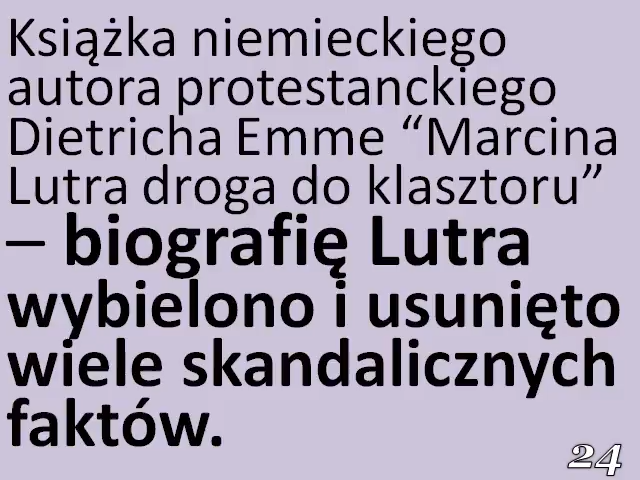 Książka niemieckiego
autora protestanckiego
Dietricha Emme “Marcina
Lutra droga do klasztoru”
– biografię Lutra
wybielono i usunięto
wiele skandalicznych
faktów.
24